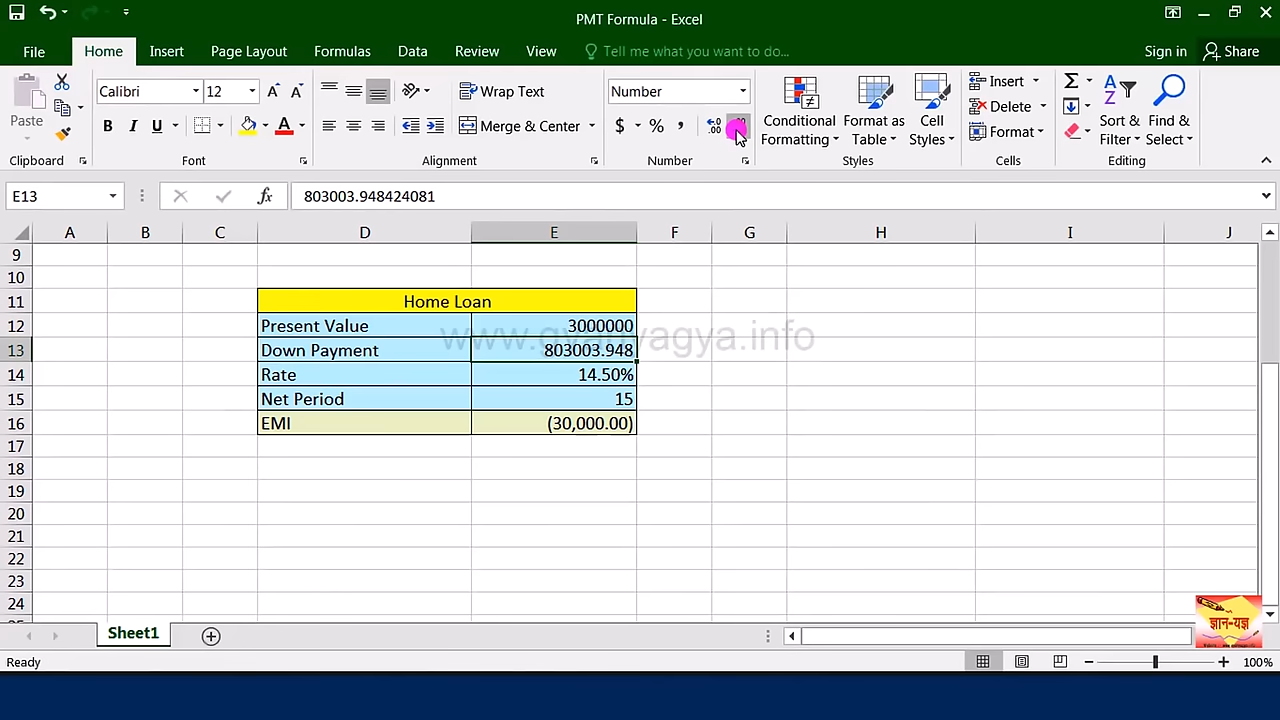 PMT Formula - Excel
File Home Insert Page Layout Formulas Data Review View Tell me what you want to do... Sign in Share
Paste
Calibri 12
B I U
Wrap Text
Merge & Center
Number
$ % ,
Conditional Formatting
Format as Table
Cell Styles
Insert
Delete
Format
Sort & Filter
Find & Select
Clipboard Font Alignment Number Styles Cells Editing
E13 fx 803003.948424081
A B C D E F G H I J
9
10
11 Home Loan
12 Present Value 3000000
13 Down Payment 803003.948
14 Rate 14.50%
15 Net Period 15
16 EMI (30,000.00)
17
18
19
20
21
22
23
24
www.gyanyagya.info
ज्ञान-यज्ञ
Sheet1
Ready 100%